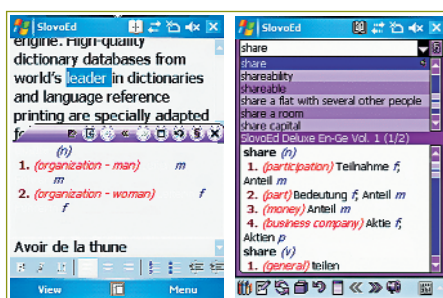 SlovoEd
engine. High-quality
dictionary databases from
world's leader in dictionaries
and language reference
printing are specially adapted
(n)
1. (organization - man) m
m
2. (organization - woman) f
f
Avoir de la thune
View Menu
SlovoEd
share
share
shareability
shareable
share a flat with several other people
share a room
share capital
SlovoEd Deluxe En-Ge Vol. 1 (1/2)
share (n)
1. (participation) Teilnahme f,
Anteil m
2. (part) Bedeutung f, Anteil m
3. (money) Anteil m
4. (business company) Aktie f,
Aktien p
share (v)
1. (general) teilen